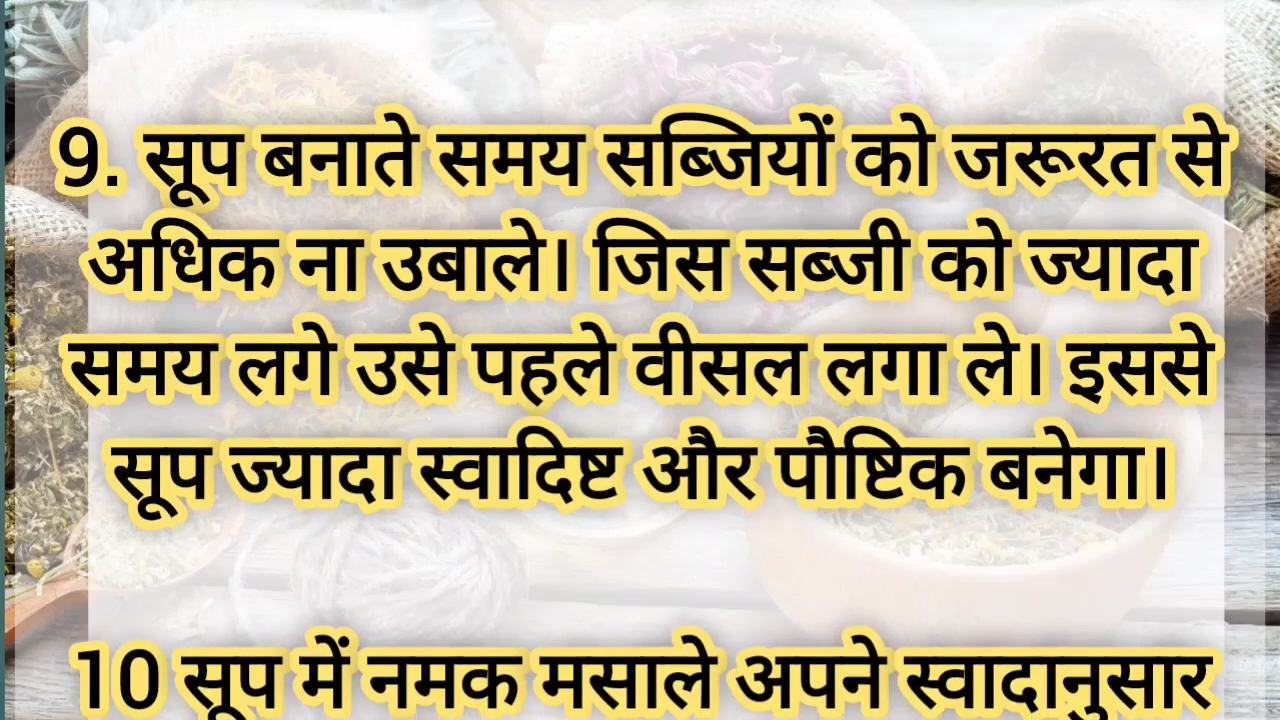 9. सूप बनाते समय सब्जियों को जरूरत से
अधिक ना उबाले। जिस सब्जी को ज्यादा
समय लगे उसे पहले वीसल लगा ले। इससे
सूप ज्यादा स्वादिष्ट और पौष्टिक बनेगा।
10 सूप में नमक मसाले अपने स्वादानुसार